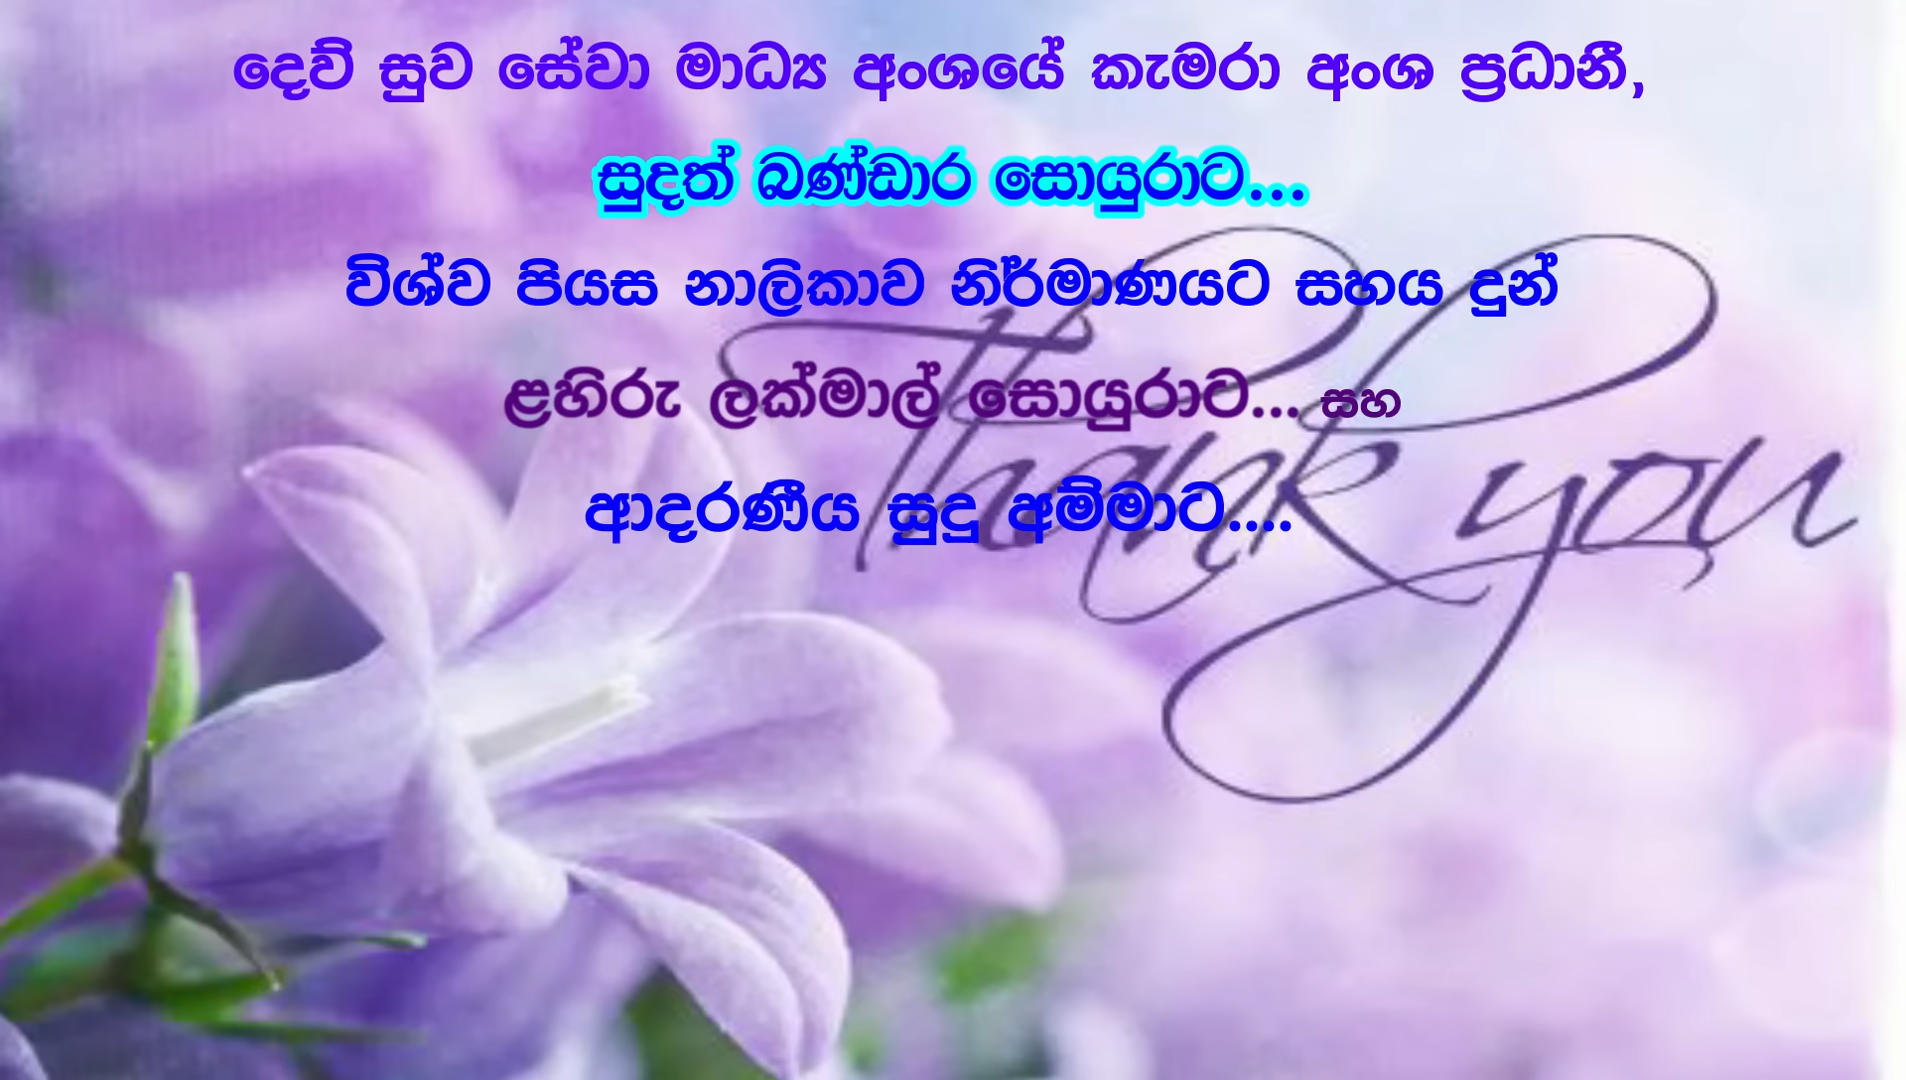 දෙව් සුව සේවා මාධ්‍ය අංශයේ කැමරා අංශ ප්‍රධානී,
සුදත් බණ්ඩාර සොයුරාට...
විශ්ව පියස නාලිකාව නිර්මාණයට සහය දුන්
ළහිරු ලක්මාල් සොයුරාට... සහ
ආදරණීය සුදු අම්මාට....
Thank you